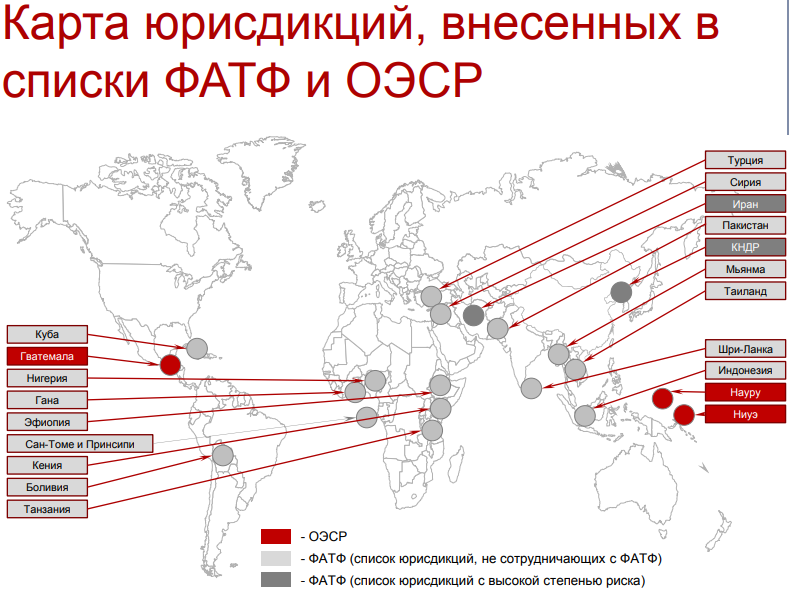 Карта юрисдикций, внесенных в
списки ФАТФ и ОЭСР
Турция
Сирия
Иран
Пакистан
КНДР
Мьянма
Таиланд
Куба
Гватемала
Нигерия
Гана
Эфиопия
Сан-Томе и Принсипи
Кения
Боливия
Танзания
Шри-Ланка
Индонезия
Науру
Ниуэ
- ОЭСР
- ФАТФ (список юрисдикций, не сотрудничающих с ФАТФ)
- ФАТФ (список юрисдикций с высокой степенью риска)